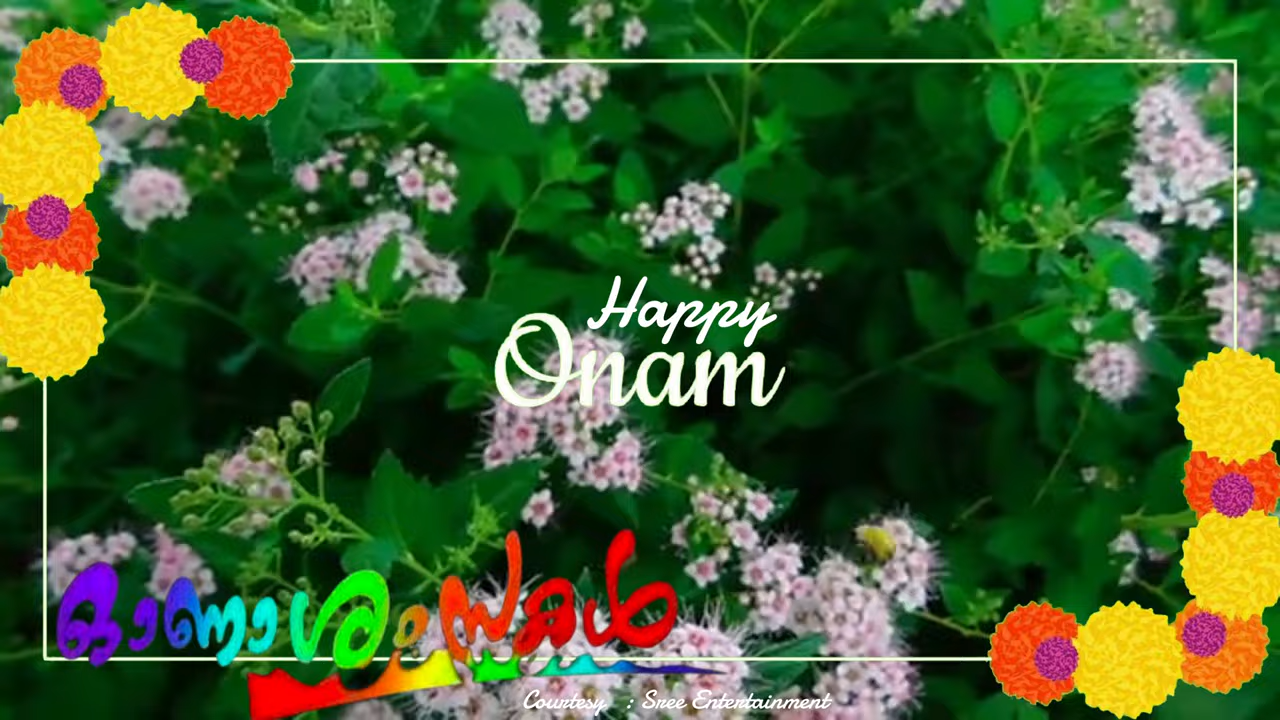 Happy
Onam
ഓണാശംസകൾ
Courtesy : Sree Entertainment